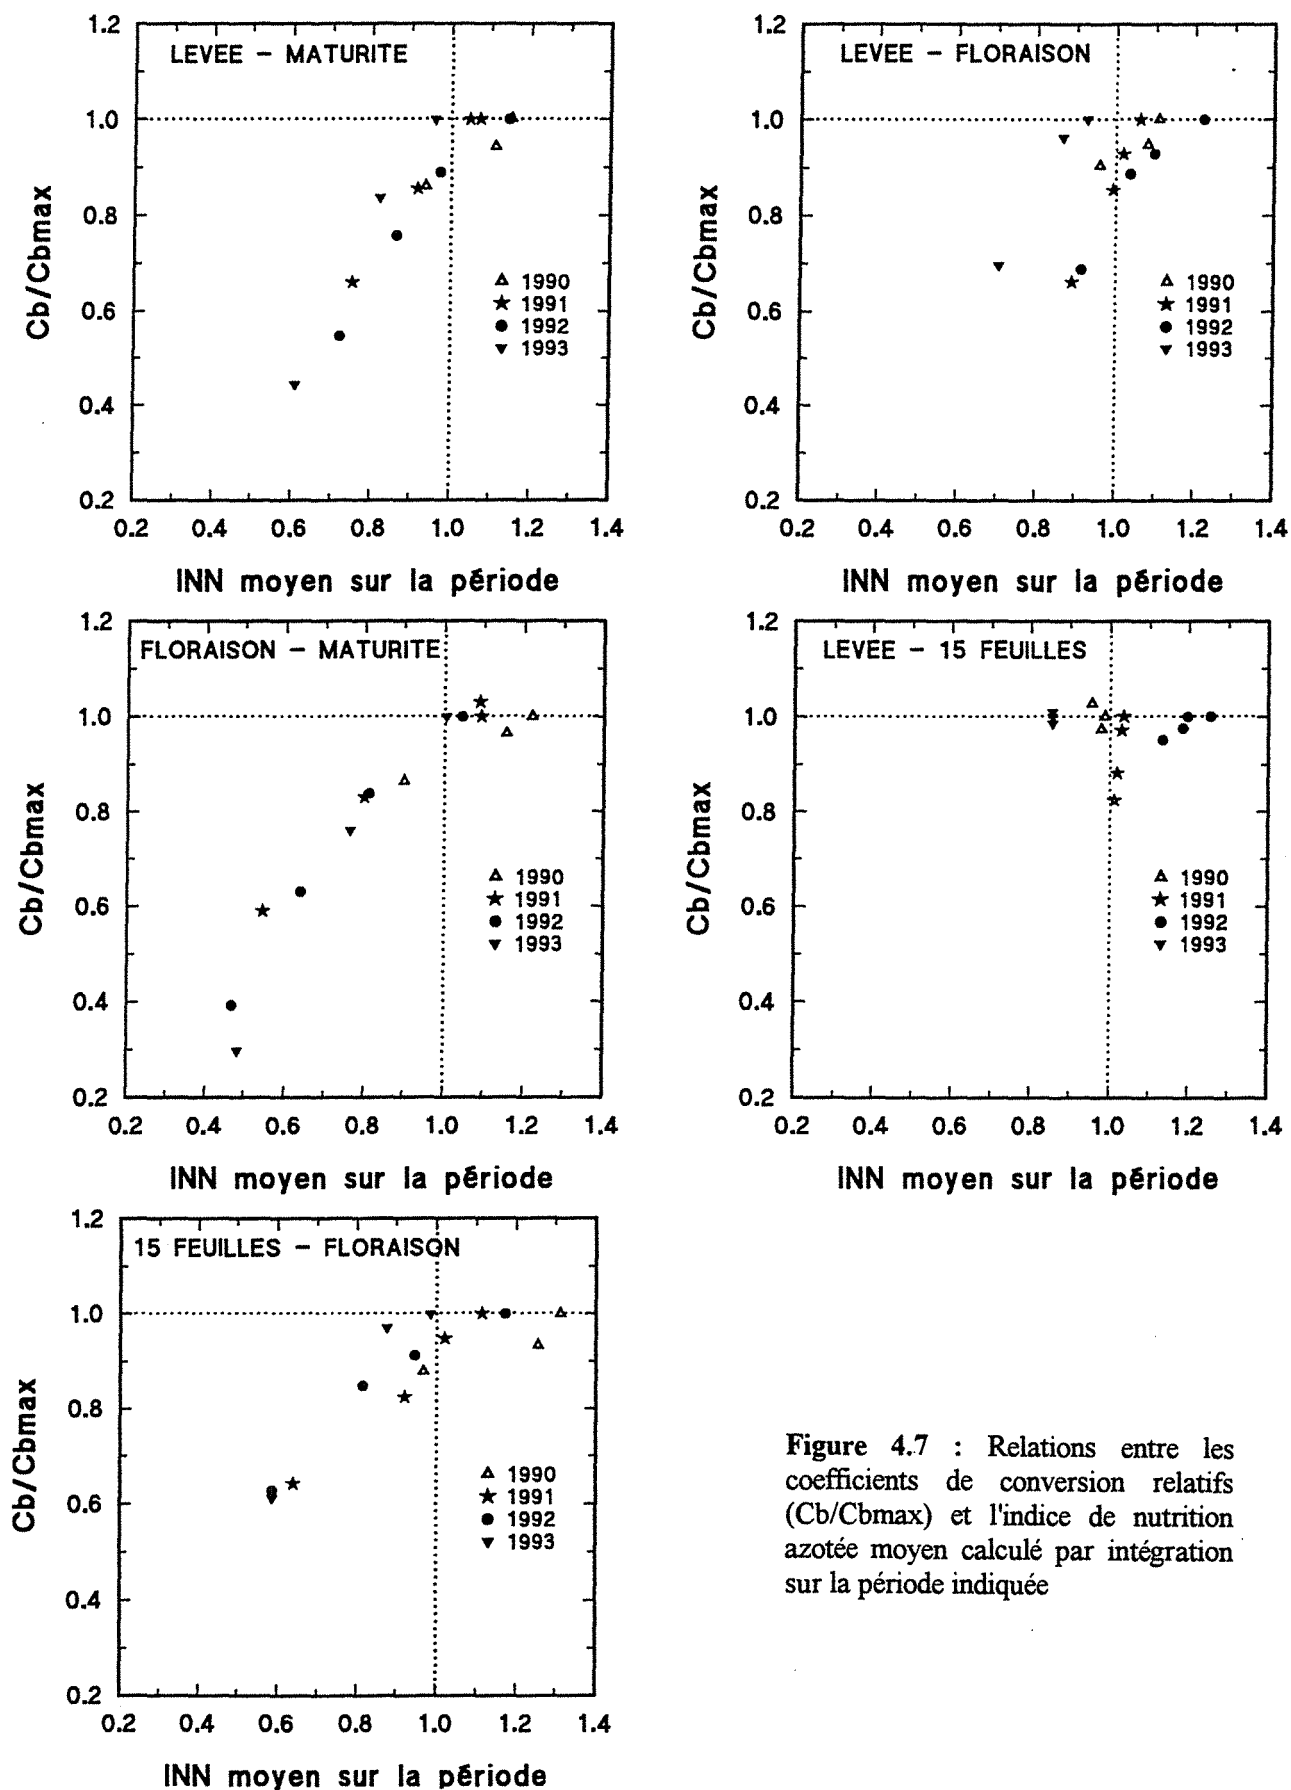 LEVEE – MATURITE
1.2
1.0
0.8
0.6
0.4
0.2
Cb/Cbmax
△ 1990
★ 1991
● 1992
▼ 1993
0.2 0.4 0.6 0.8 1.0 1.2 1.4
INN moyen sur la période
LEVEE – FLORAISON
1.2
1.0
0.8
0.6
0.4
0.2
Cb/Cbmax
△ 1990
★ 1991
● 1992
▼ 1993
0.2 0.4 0.6 0.8 1.0 1.2 1.4
INN moyen sur la période
FLORAISON – MATURITE
1.2
1.0
0.8
0.6
0.4
0.2
Cb/Cbmax
△ 1990
★ 1991
● 1992
▼ 1993
0.2 0.4 0.6 0.8 1.0 1.2 1.4
INN moyen sur la période
LEVEE – 15 FEUILLES
1.2
1.0
0.8
0.6
0.4
0.2
Cb/Cbmax
△ 1990
★ 1991
● 1992
▼ 1993
0.2 0.4 0.6 0.8 1.0 1.2 1.4
INN moyen sur la période
15 FEUILLES – FLORAISON
1.2
1.0
0.8
0.6
0.4
0.2
Cb/Cbmax
△ 1990
★ 1991
● 1992
▼ 1993
0.2 0.4 0.6 0.8 1.0 1.2 1.4
INN moyen sur la période
Figure 4.7 : Relations entre les
coefficients de conversion relatifs
(Cb/Cbmax) et l'indice de nutrition
azotée moyen calculé par intégration
sur la période indiquée